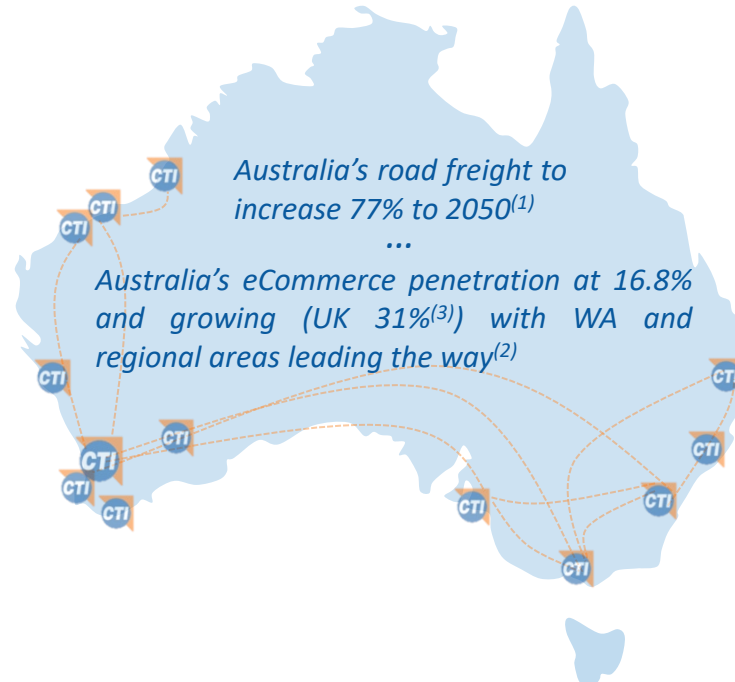 Australia's road freight to
increase 77% to 2050(1)
...
Australia's eCommerce penetration at 16.8%
and growing (UK 31%(3)) with WA and
regional areas leading the way(2)
CTI
CTI
CTI
CTI
CTI
CTI
CTI
CTI
CTI
CTI
CTI
CTI
CTI